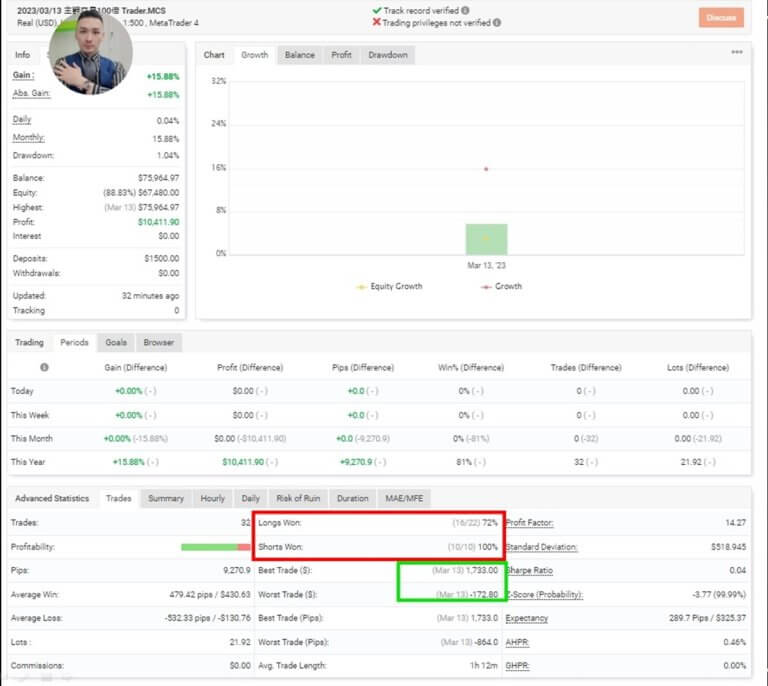 2023/03/13 主戰交易100倍 Trader.MCS
Real (USD), 1:500 , MetaTrader 4
Track record verified
Trading privileges not verified
Discuss
Info
Gain : +15.88%
Abs. Gain: +15.88%
Daily 0.04%
Monthly: 15.88%
Drawdown: 1.04%
Balance: $75,964.97
Equity: (88.83%) $67,480.00
Highest: (Mar 13) $75,964.97
Profit: $10,411.90
Interest $0.00
Deposits: $1500.00
Withdrawals: $0.00
Updated: 32 minutes ago
Tracking 0
Chart Growth Balance Profit Drawdown
32%
24%
16%
8%
0%
Mar 13, '23
Equity Growth Growth
Trading Periods Goals Browser
Gain (Difference) Profit (Difference) Pips (Difference) Win% (Difference) Trades (Difference) Lots (Difference)
Today +0.00% ( - ) $0.00 ( - ) +0.0 ( - ) 0% ( - ) 0 ( - ) 0.00 ( - )
This Week +0.00% ( - ) $0.00 ( - ) +0.0 ( - ) 0% ( - ) 0 ( - ) 0.00 ( - )
This Month +0.00% (-15.88%) $0.00 (-$10,411.90) +0.0 (-9,270.9) 0% (-81%) 0 (-32) 0.00 (-21.92)
This Year +15.88% ( - ) $10,411.90 ( - ) +9,270.9 ( - ) 81% ( - ) 32 ( - ) 21.92 ( - )
Advanced Statistics Trades Summary Hourly Daily Risk of Ruin Duration MAE/MFE
Trades: 32 Longs Won: (16/22) 72% Profit Factor: 14.27
Profitability: Shorts Won: (10/10) 100% Standard Deviation: $518.945
Pips: 9,270.9 Best Trade ($): (Mar 13) 1,733.00 Sharpe Ratio 0.04
Average Win: 479.42 pips / $430.63 Worst Trade ($): (Mar 13) -172.80 Z-Score (Probability): -3.77 (99.99%)
Average Loss: -532.33 pips / -$130.76 Best Trade (Pips): (Mar 13) 1,733.0 Expectancy 289.7 Pips / $325.37
Lots : 21.92 Worst Trade (Pips): (Mar 13) -864.0 AHPR: 0.46%
Commissions: $0.00 Avg. Trade Length: 1h 12m GHPR: 0.00%